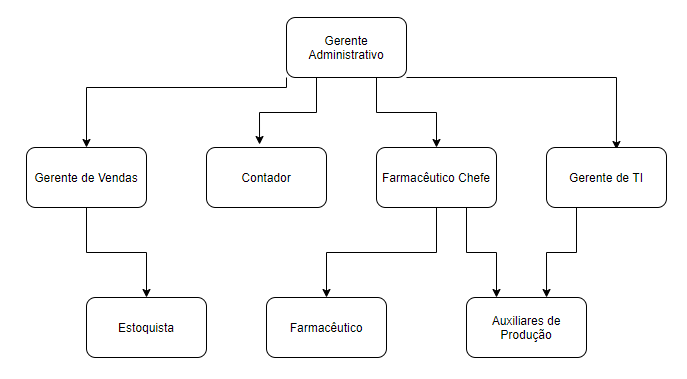 Gerente
Administrativo
Gerente de Vendas
Contador
Farmacêutico Chefe
Gerente de TI
Estoquista
Farmacêutico
Auxiliares de
Produção